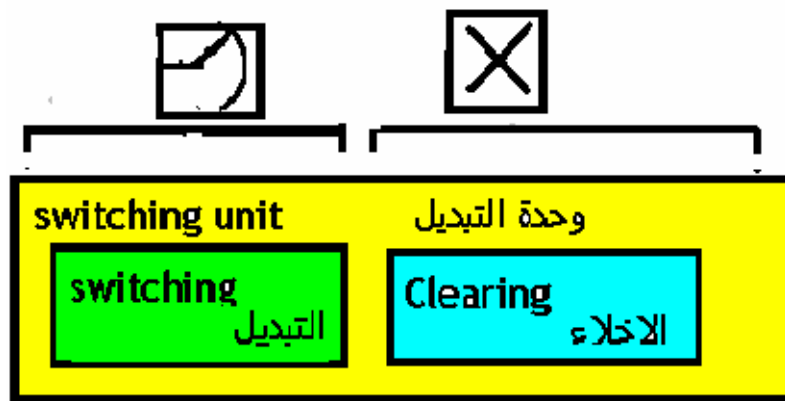 switching unit وحدة التبديل
switching
التبديل
Clearing
الاخلاء